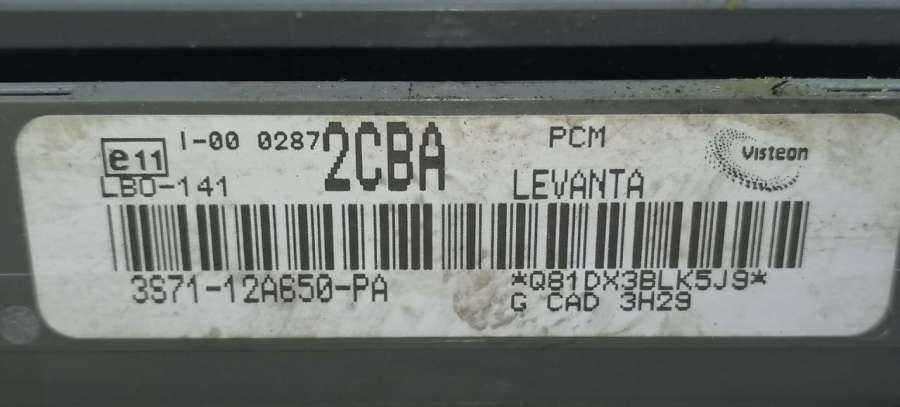 e11 I-00 0287 2CBA PCM Visteon
LBO-141 LEVANTA
3S71-12A650-PA *Q81DX3BLK5J9*
G CAD 3H29